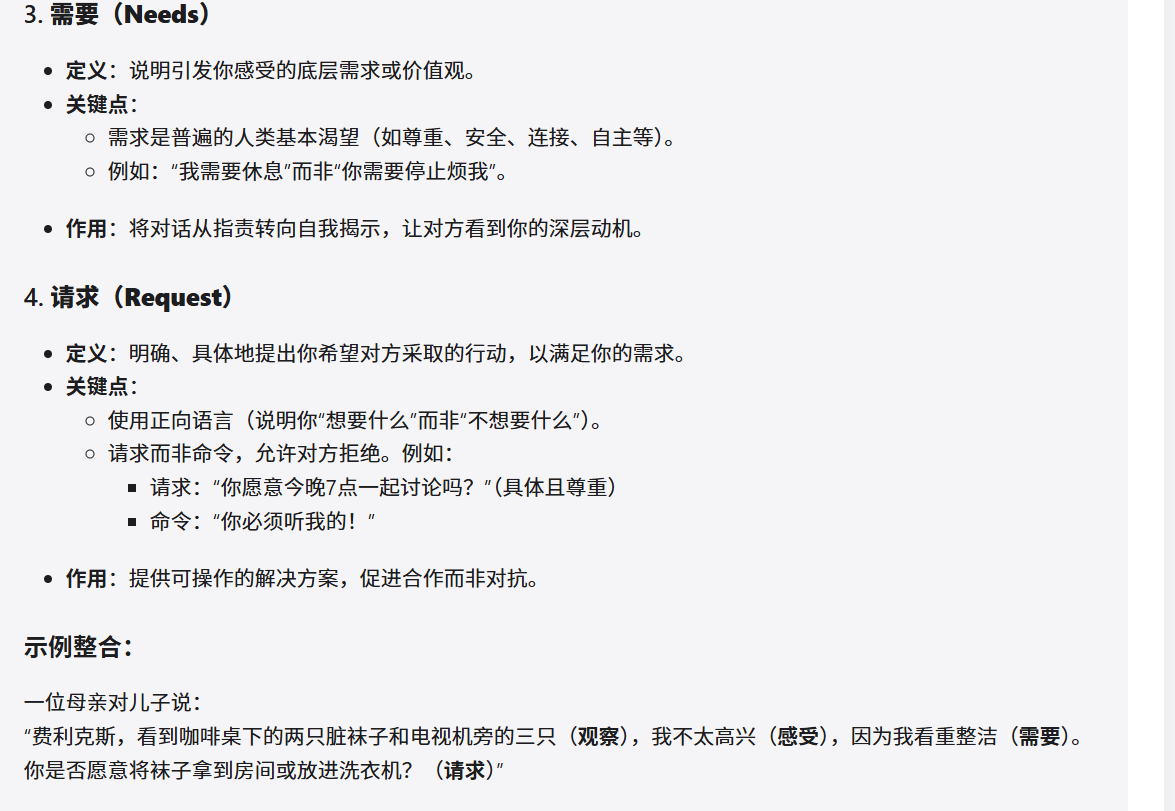 3. 需要（Needs）
定义：说明引发你感受的底层需求或价值观。
关键点：
需求是普遍的人类基本渴望（如尊重、安全、连接、自主等）。
例如：“我需要休息”而非“你需要停止烦我”。
作用：将对话从指责转向自我揭示，让对方看到你的深层动机。
4. 请求（Request）
定义：明确、具体地提出你希望对方采取的行动，以满足你的需求。
关键点：
使用正向语言（说明你“想要什么”而非“不想要什么”）。
请求而非命令，允许对方拒绝。例如：
请求：“你愿意今晚7点一起讨论吗？”（具体且尊重）
命令：“你必须听我的！”
作用：提供可操作的解决方案，促进合作而非对抗。
示例整合：
一位母亲对儿子说：
“费利克斯，看到咖啡桌下的两只脏袜子和电视机旁的三只（观察），我不太高兴（感受），因为我看重整洁（需要）。
你是否愿意将袜子拿到房间或放进洗衣机？（请求）”